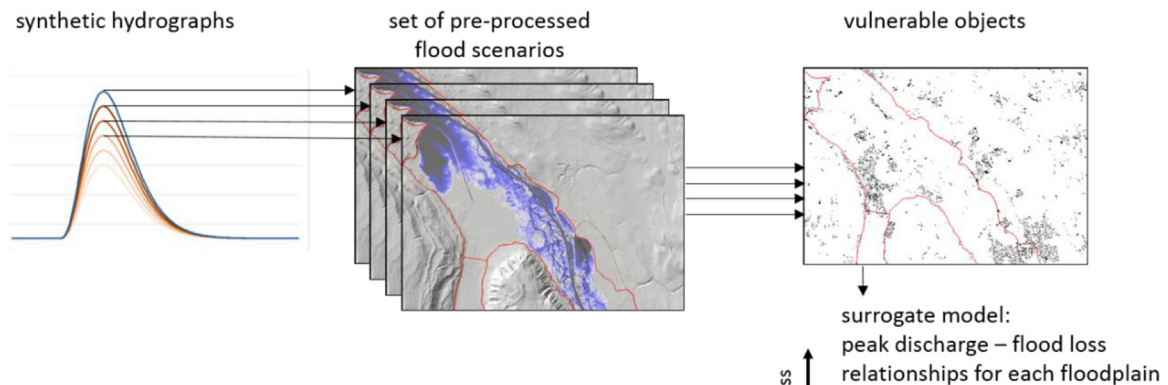 synthetic hydrographs
set of pre-processed
flood scenarios
vulnerable objects
surrogate model:
peak discharge – flood loss
relationships for each floodplain